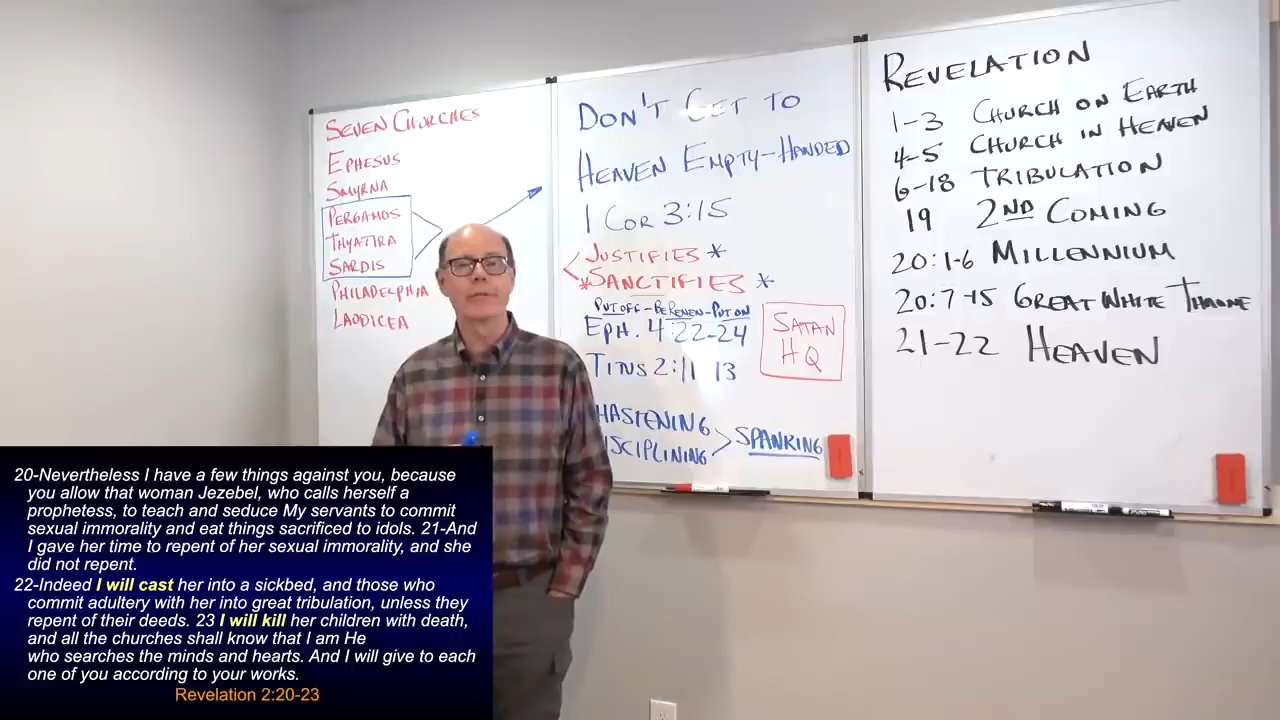 SEVEN CHURCHES
EPHESUS
SMYRNA
PERGAMOS
THYATIRA
SARDIS
PHILADELPHIA
LAODICEA
DON'T GET TO
HEAVEN EMPTY-HANDED
1 COR 3:15
JUSTIFIES *
*SANCTIFIES *
PUT OFF-BE RENEW-PUT ON
EPH. 4:22-24
TITUS 2:11 13
HASTENING
ISCIPLINING
SPANKING
SATAN
HQ
REVELATION
1-3 CHURCH ON EARTH
4-5 CHURCH IN HEAVEN
6-18 TRIBULATION
19 2ND COMING
20:1-6 MILLENNIUM
20:7-15 GREAT WHITE THRONE
21-22 HEAVEN
20-Nevertheless I have a few things against you, because
you allow that woman Jezebel, who calls herself a
prophetess, to teach and seduce My servants to commit
sexual immorality and eat things sacrificed to idols. 21-And
I gave her time to repent of her sexual immorality, and she
did not repent.
22-Indeed I will cast her into a sickbed, and those who
commit adultery with her into great tribulation, unless they
repent of their deeds. 23 I will kill her children with death,
and all the churches shall know that I am He
who searches the minds and hearts. And I will give to each
one of you according to your works.
Revelation 2:20-23